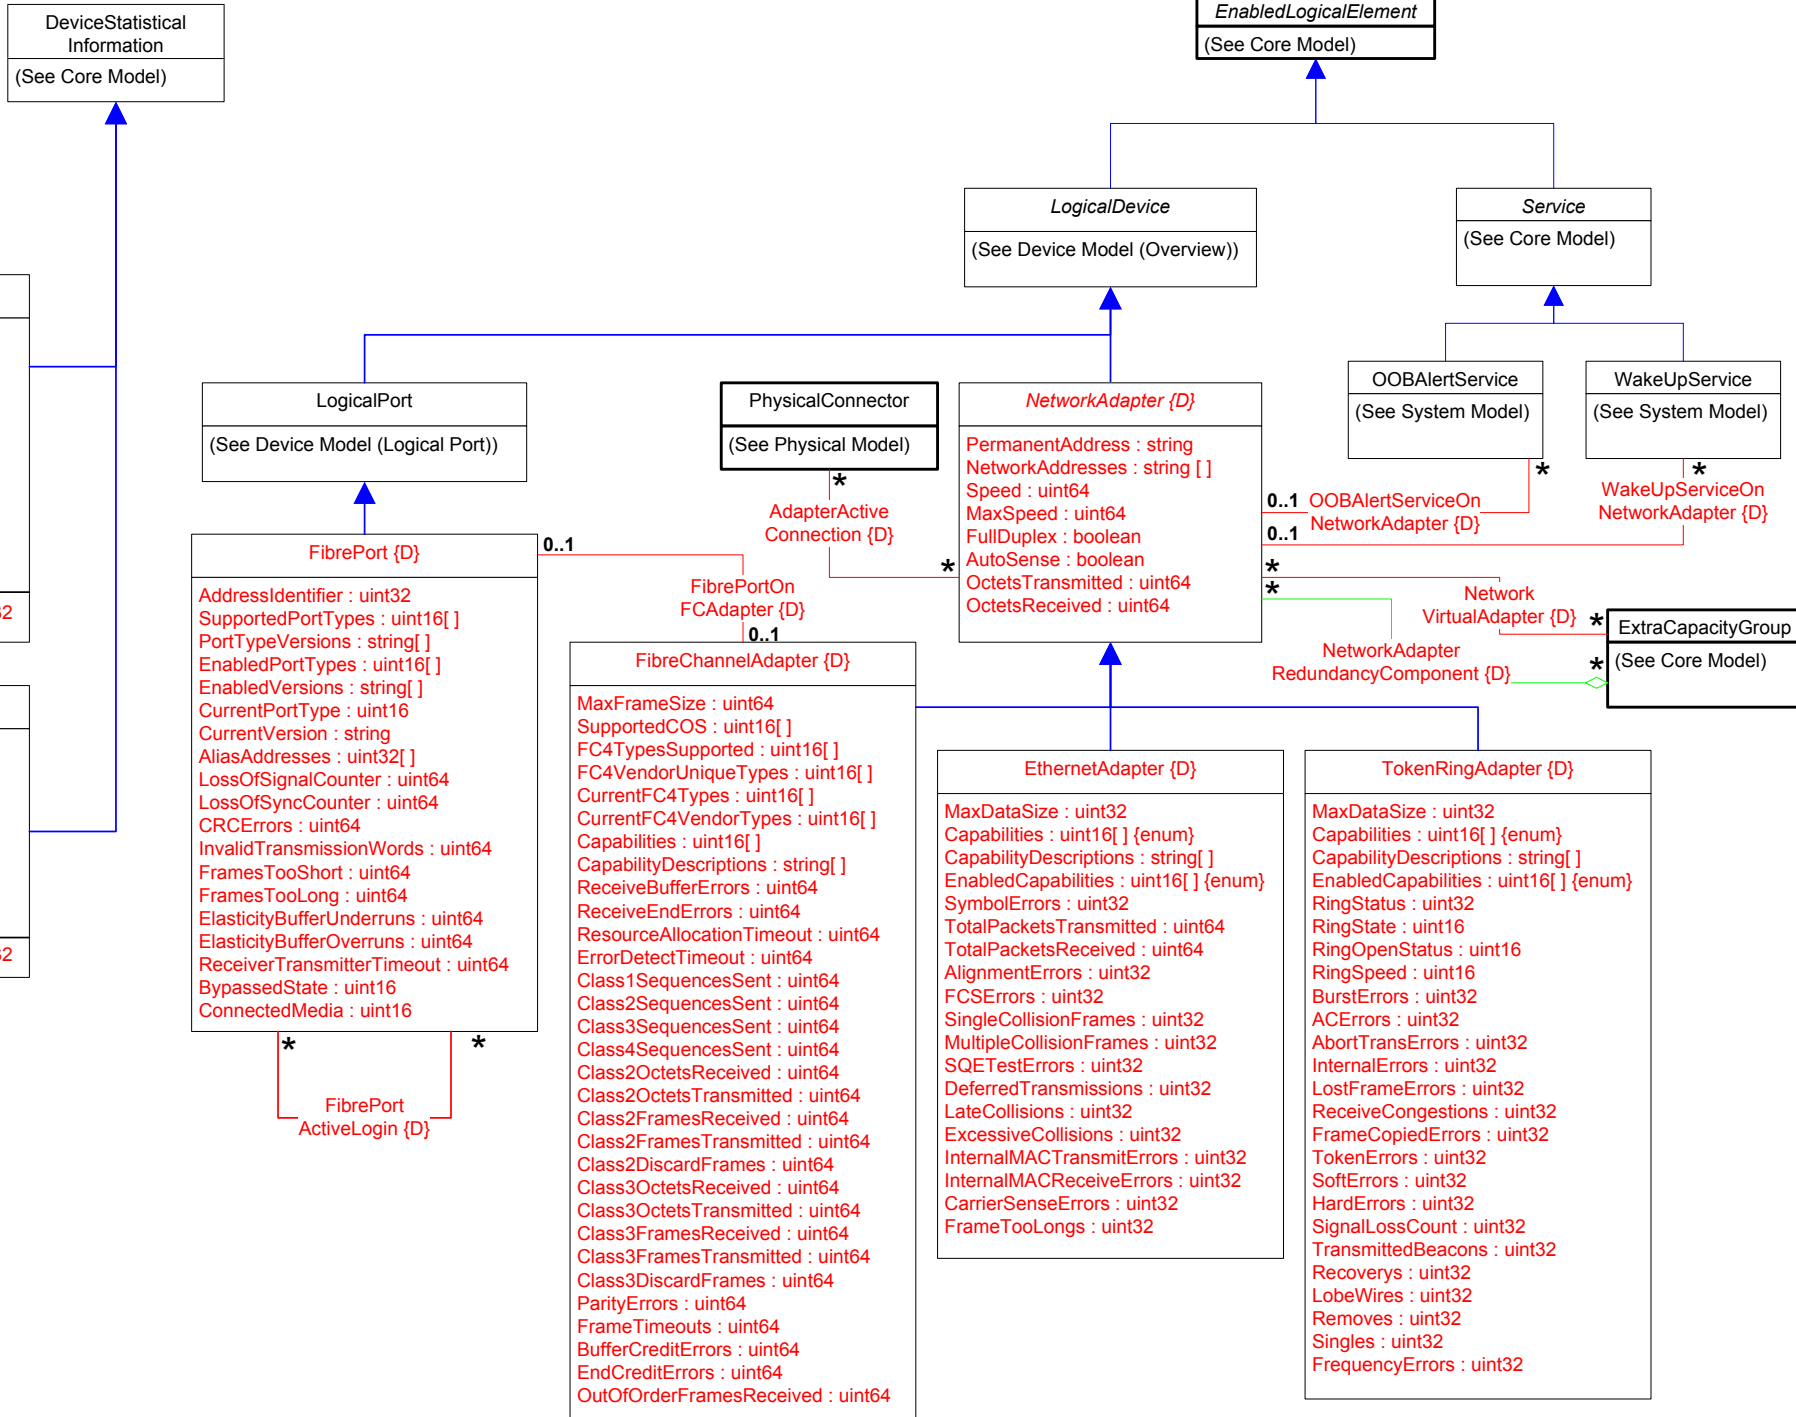 DeviceStatistical
Information
(See Core Model)
EnabledLogicalElement
(See Core Model)
LogicalDevice
(See Device Model (Overview))
Service
(See Core Model)
LogicalPort
(See Device Model (Logical Port))
PhysicalConnector
(See Physical Model)
*
AdapterActive
Connection {D}
*
NetworkAdapter {D}
PermanentAddress : string
NetworkAddresses : string [ ]
Speed : uint64
MaxSpeed : uint64
FullDuplex : boolean
AutoSense : boolean
OctetsTransmitted : uint64
OctetsReceived : uint64
OOBAlertService
(See System Model)
*
WakeUpService
(See System Model)
*
0..1
OOBAlertServiceOn
NetworkAdapter {D}
WakeUpServiceOn
NetworkAdapter {D}
0..1
*
*
Network
VirtualAdapter {D}
*
NetworkAdapter
RedundancyComponent {D}
*
ExtraCapacityGroup
(See Core Model)
FibrePort {D}
AddressIdentifier : uint32
SupportedPortTypes : uint16[ ]
PortTypeVersions : string[ ]
EnabledPortTypes : uint16[ ]
EnabledVersions : string[ ]
CurrentPortType : uint16
CurrentVersion : string
AliasAddresses : uint32[ ]
LossOfSignalCounter : uint64
LossOfSyncCounter : uint64
CRCErrors : uint64
InvalidTransmissionWords : uint64
FramesTooShort : uint64
FramesTooLong : uint64
ElasticityBufferUnderruns : uint64
ElasticityBufferOverruns : uint64
ReceiverTransmitterTimeout : uint64
BypassedState : uint16
ConnectedMedia : uint16
*
*
FibrePort
ActiveLogin {D}
0..1
FibrePortOn
FCAdapter {D}
0..1
FibreChannelAdapter {D}
MaxFrameSize : uint64
SupportedCOS : uint16[ ]
FC4TypesSupported : uint16[ ]
FC4VendorUniqueTypes : uint16[ ]
CurrentFC4Types : uint16[ ]
CurrentFC4VendorTypes : uint16[ ]
Capabilities : uint16[ ]
CapabilityDescriptions : string[ ]
ReceiveBufferErrors : uint64
ReceiveEndErrors : uint64
ResourceAllocationTimeout : uint64
ErrorDetectTimeout : uint64
Class1SequencesSent : uint64
Class2SequencesSent : uint64
Class3SequencesSent : uint64
Class4SequencesSent : uint64
Class2OctetsReceived : uint64
Class2OctetsTransmitted : uint64
Class2FramesReceived : uint64
Class2FramesTransmitted : uint64
Class2DiscardFrames : uint64
Class3OctetsReceived : uint64
Class3OctetsTransmitted : uint64
Class3FramesReceived : uint64
Class3FramesTransmitted : uint64
Class3DiscardFrames : uint64
ParityErrors : uint64
FrameTimeouts : uint64
BufferCreditErrors : uint64
EndCreditErrors : uint64
OutOfOrderFramesReceived : uint64
EthernetAdapter {D}
MaxDataSize : uint32
Capabilities : uint16[ ] {enum}
CapabilityDescriptions : string[ ]
EnabledCapabilities : uint16[ ] {enum}
SymbolErrors : uint32
TotalPacketsTransmitted : uint64
TotalPacketsReceived : uint64
AlignmentErrors : uint32
FCSErrors : uint32
SingleCollisionFrames : uint32
MultipleCollisionFrames : uint32
SQETestErrors : uint32
DeferredTransmissions : uint32
LateCollisions : uint32
ExcessiveCollisions : uint32
InternalMACTransmitErrors : uint32
InternalMACReceiveErrors : uint32
CarrierSenseErrors : uint32
FrameTooLongs : uint32
TokenRingAdapter {D}
MaxDataSize : uint32
Capabilities : uint16[ ] {enum}
CapabilityDescriptions : string[ ]
EnabledCapabilities : uint16[ ] {enum}
RingStatus : uint32
RingState : uint16
RingOpenStatus : uint16
RingSpeed : uint16
BurstErrors : uint32
ACErrors : uint32
AbortTransErrors : uint32
InternalErrors : uint32
LostFrameErrors : uint32
ReceiveCongestions : uint32
FrameCopiedErrors : uint32
TokenErrors : uint32
SoftErrors : uint32
HardErrors : uint32
SignalLossCount : uint32
TransmittedBeacons : uint32
Recoverys : uint32
LobeWires : uint32
Removes : uint32
Singles : uint32
FrequencyErrors : uint32